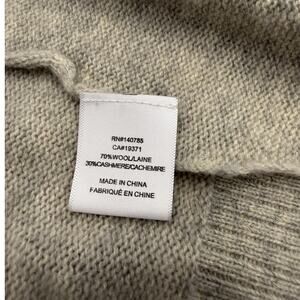 RN#140785
CA#19371
70%WOOL/LAINE
30%CASHMERE/CACHEMIRE
MADE IN CHINA
FABRIQUÉ EN CHINE